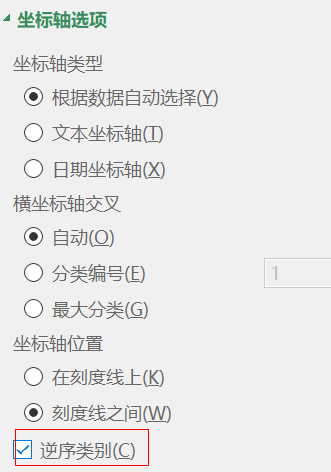 坐标轴选项
坐标轴类型
根据数据自动选择(Y)
文本坐标轴(T)
日期坐标轴(X)
横坐标轴交叉
自动(O)
分类编号(E) 1
最大分类(G)
坐标轴位置
在刻度线上(K)
刻度线之间(W)
逆序类别(C)